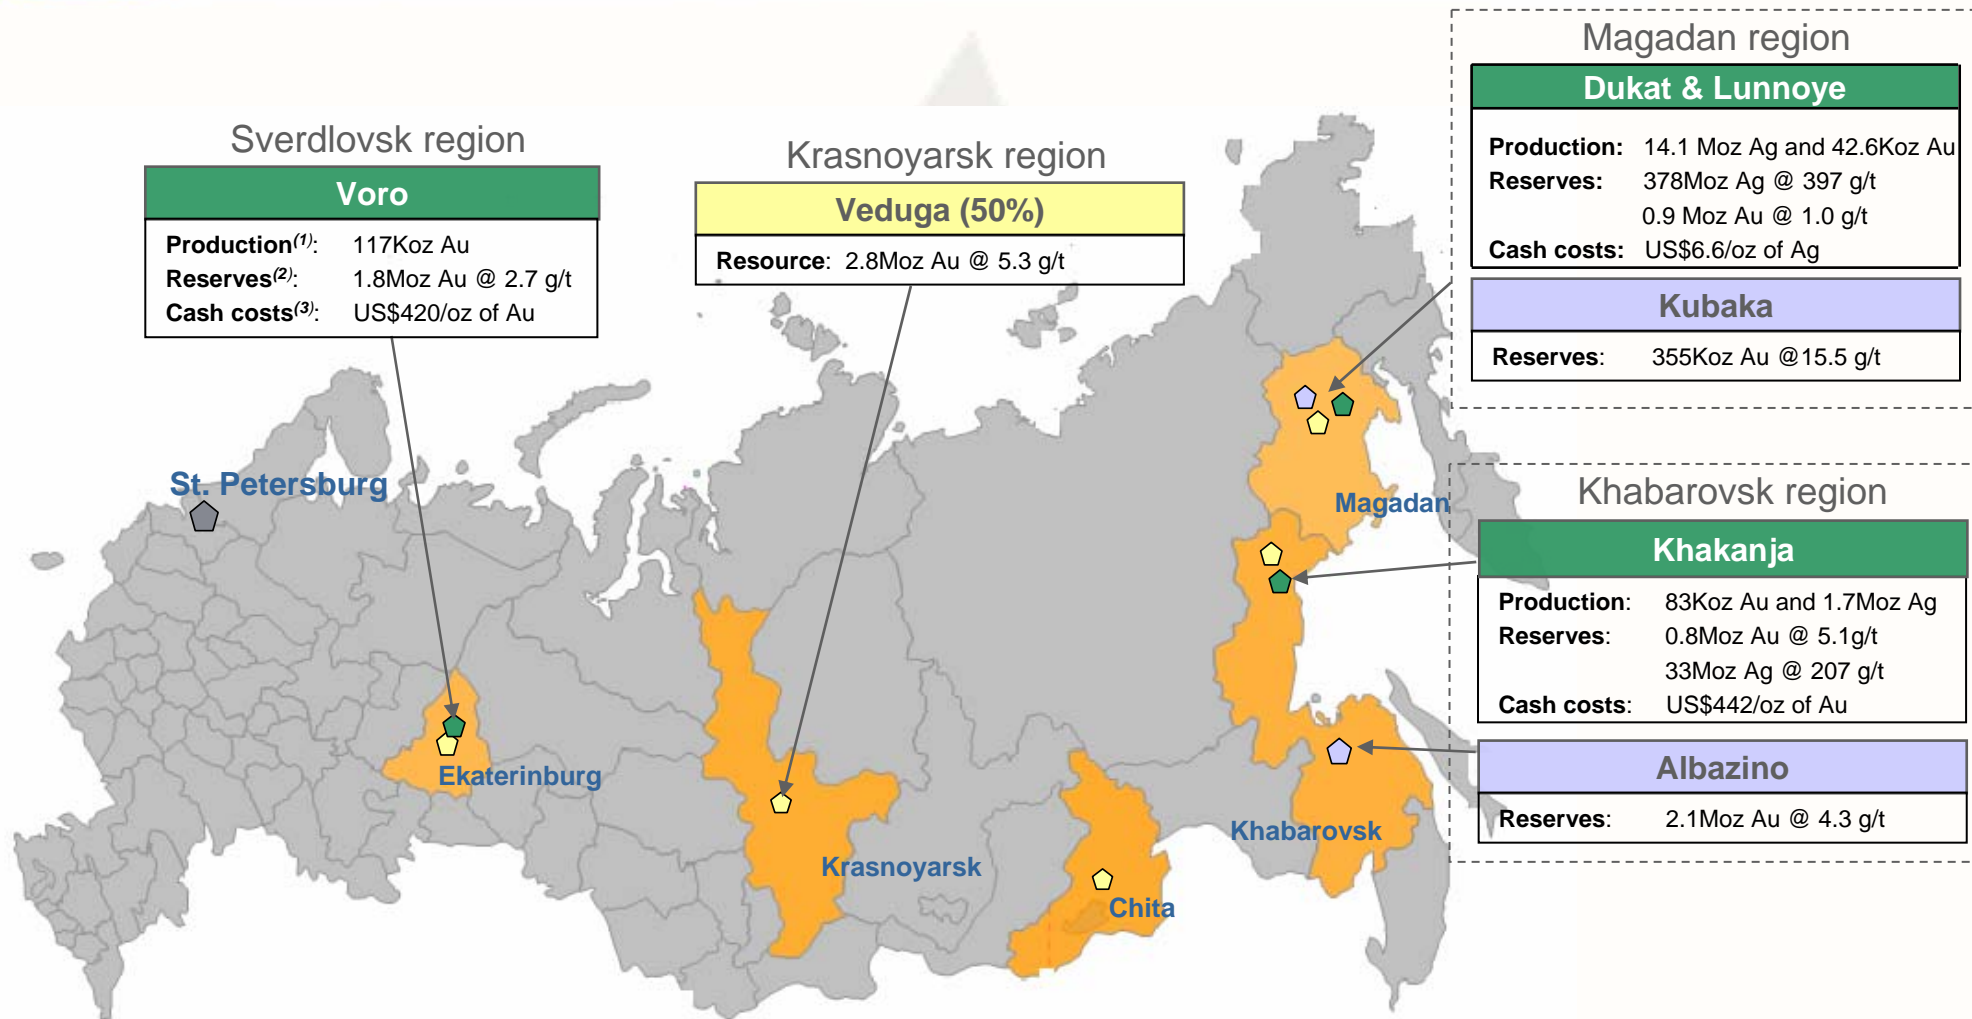 Magadan region
Dukat & Lunnoye
Production: 14.1 Moz Ag and 42.6Koz Au
Reserves: 378Moz Ag @ 397 g/t
0.9 Moz Au @ 1.0 g/t
Cash costs: US$6.6/oz of Ag
Kubaka
Reserves: 355Koz Au @15.5 g/t
Sverdlovsk region
Voro
Production(1): 117Koz Au
Reserves(2): 1.8Moz Au @ 2.7 g/t
Cash costs(3): US$420/oz of Au
Krasnoyarsk region
Veduga (50%)
Resource: 2.8Moz Au @ 5.3 g/t
Khabarovsk region
Khakanja
Production: 83Koz Au and 1.7Moz Ag
Reserves: 0.8Moz Au @ 5.1g/t
33Moz Ag @ 207 g/t
Cash costs: US$442/oz of Au
Albazino
Reserves: 2.1Moz Au @ 4.3 g/t
St. Petersburg
Magadan
Ekaterinburg
Khabarovsk
Krasnoyarsk
Chita